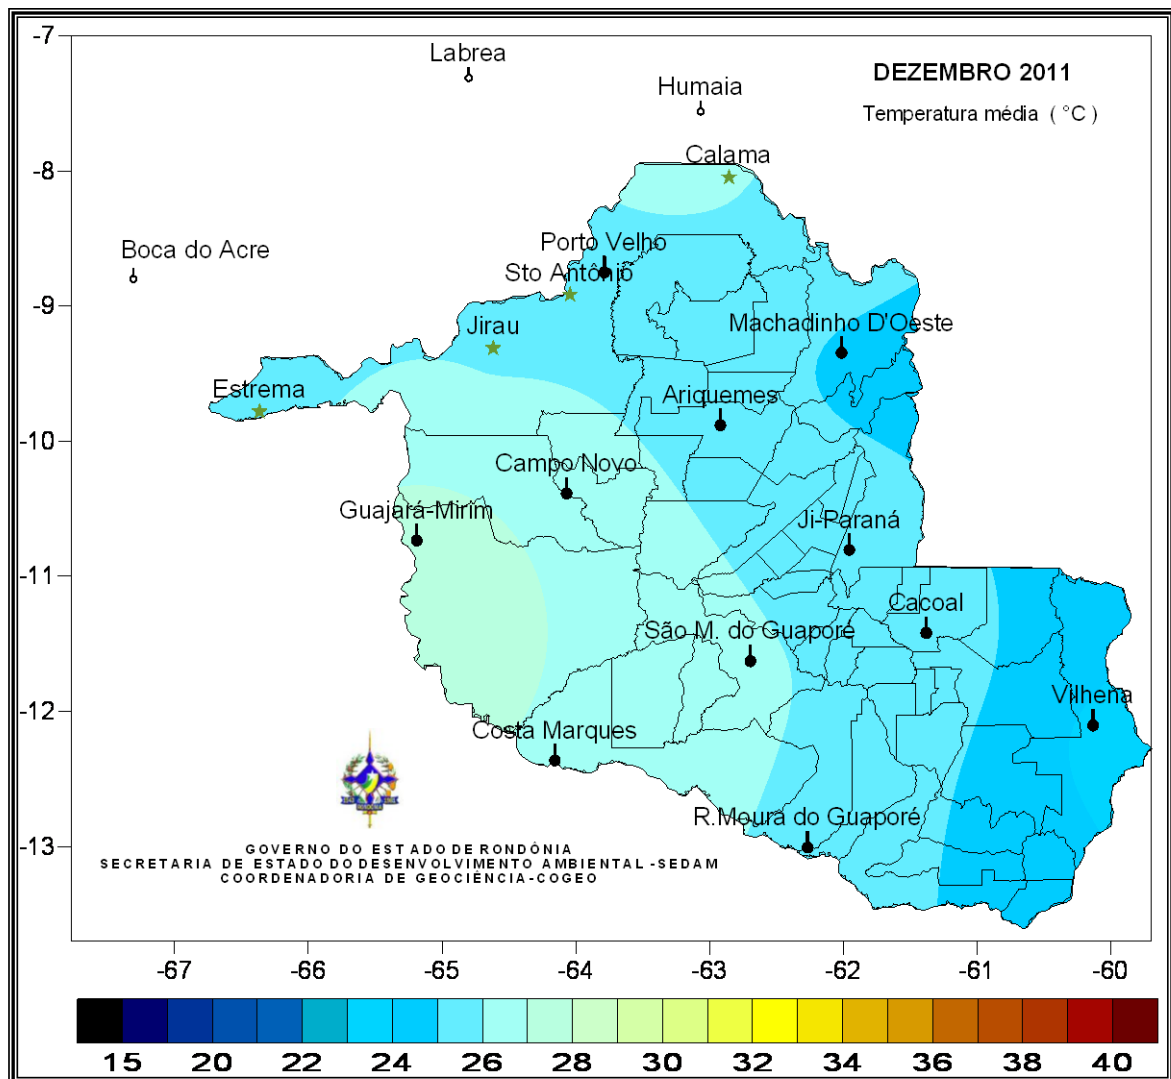 -7
Labrea
DEZEMBRO 2011
Humaia
Temperatura média ( °C )
Calama
-8
Boca do Acre
Porto Velho
Sto Antônio
-9
Jirau
Machadinho D'Oeste
Estrema
Ariquemes
-10
Campo Novo
Guajará-Mirim
Ji-Paraná
-11
Cacoal
São M. do Guaporé
Vilhena
-12
Costa Marques
R.Moura do Guaporé
-13
GOVERNO DO ESTADO DE RONDÔNIA
SECRETARIA DE ESTADO DO DESENVOLVIMENTO AMBIENTAL -SEDAM
COORDENADORIA DE GEOCIÊNCIA-COGEO
-67 -66 -65 -64 -63 -62 -61 -60
15 20 22 24 26 28 30 32 34 36 38 40